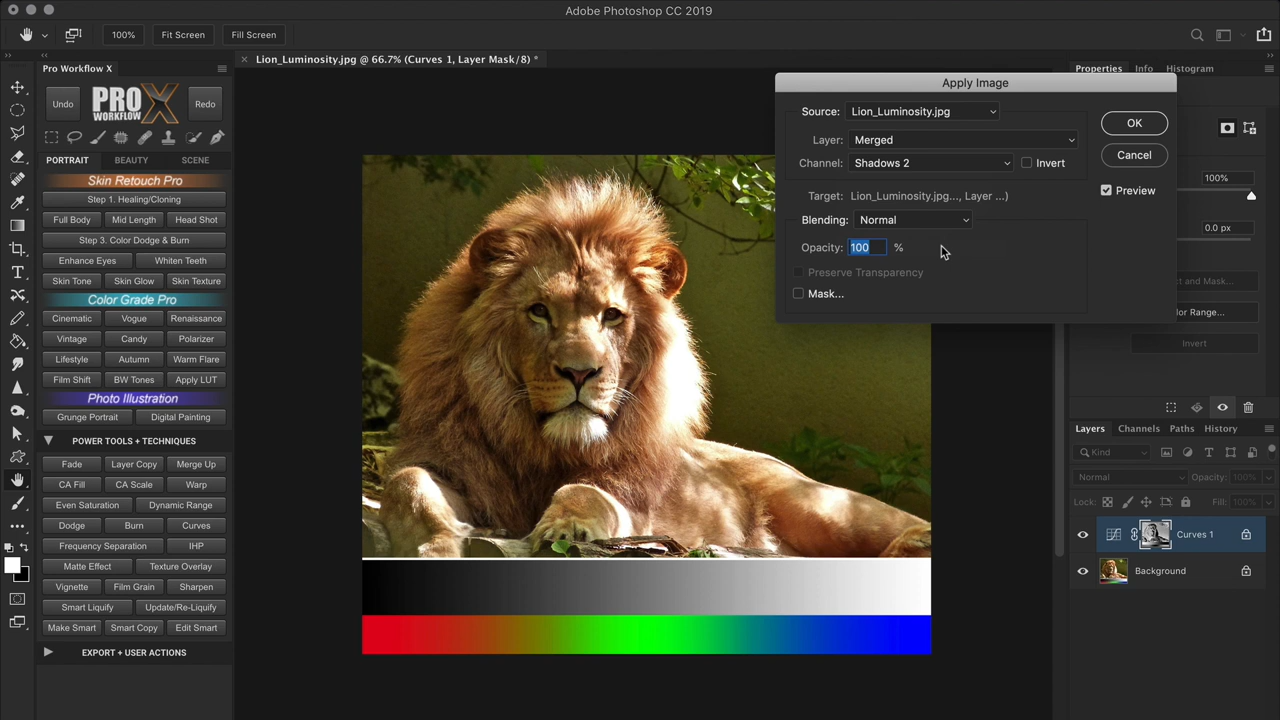 Adobe Photoshop CC 2019
100%
Fit Screen
Fill Screen
Lion_Luminosity.jpg @ 66.7% (Curves 1, Layer Mask/8) *
Pro Workflow X
Undo
PRO
WORKFLOW
X
Redo
PORTRAIT
BEAUTY
SCENE
Skin Retouch Pro
Step 1. Healing/Cloning
Full Body
Mid Length
Head Shot
Step 3. Color Dodge & Burn
Enhance Eyes
Whiten Teeth
Skin Tone
Skin Glow
Skin Texture
Color Grade Pro
Cinematic
Vogue
Renaissance
Vintage
Candy
Polarizer
Lifestyle
Autumn
Warm Flare
Film Shift
BW Tones
Apply LUT
Photo Illustration
Grunge Portrait
Digital Painting
POWER TOOLS + TECHNIQUES
Fade
Layer Copy
Merge Up
CA Fill
CA Scale
Warp
Even Saturation
Dynamic Range
Dodge
Burn
Curves
Frequency Separation
IHP
Matte Effect
Texture Overlay
Vignette
Film Grain
Sharpen
Smart Liquify
Update/Re-Liquify
Make Smart
Smart Copy
Edit Smart
EXPORT + USER ACTIONS
Apply Image
Source: Lion_Luminosity.jpg
Layer: Merged
Channel: Shadows 2
Invert
Target: Lion_Luminosity.jpg..., Layer ...)
Blending: Normal
Opacity: 100 %
Preserve Transparency
Mask...
OK
Cancel
Preview
Properties
Info
Histogram
100%
0.0 px
ct and Mask...
lor Range...
Invert
Layers
Channels
Paths
History
Kind
Normal
Opacity: 100%
Lock:
Fill: 100%
Curves 1
Background